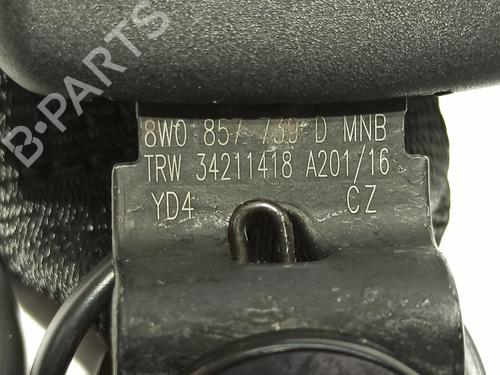 B-PARTS
8W0 857 739 D MNB
TRW 34211418 A201/16
YD4 CZ